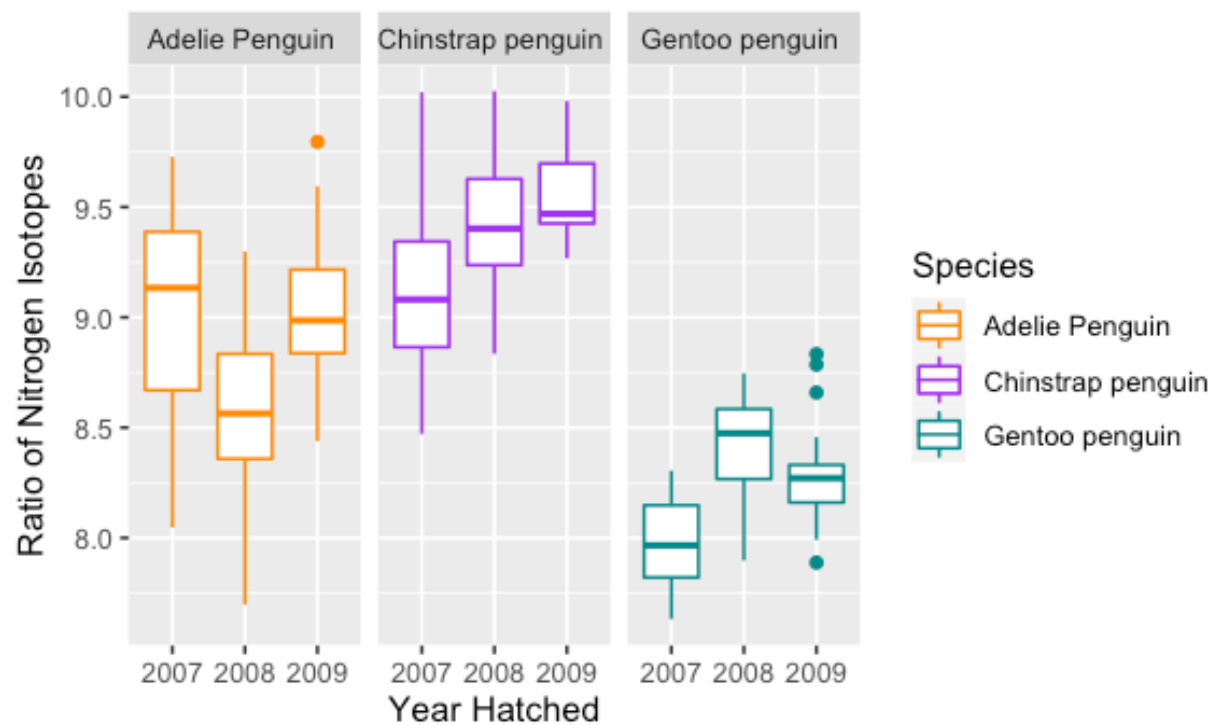 Adelie Penguin Chinstrap penguin Gentoo penguin
10.0
9.5
9.0
8.5
8.0
Ratio of Nitrogen Isotopes
2007 2008 2009 2007 2008 2009 2007 2008 2009
Year Hatched
Species
Adelie Penguin
Chinstrap penguin
Gentoo penguin